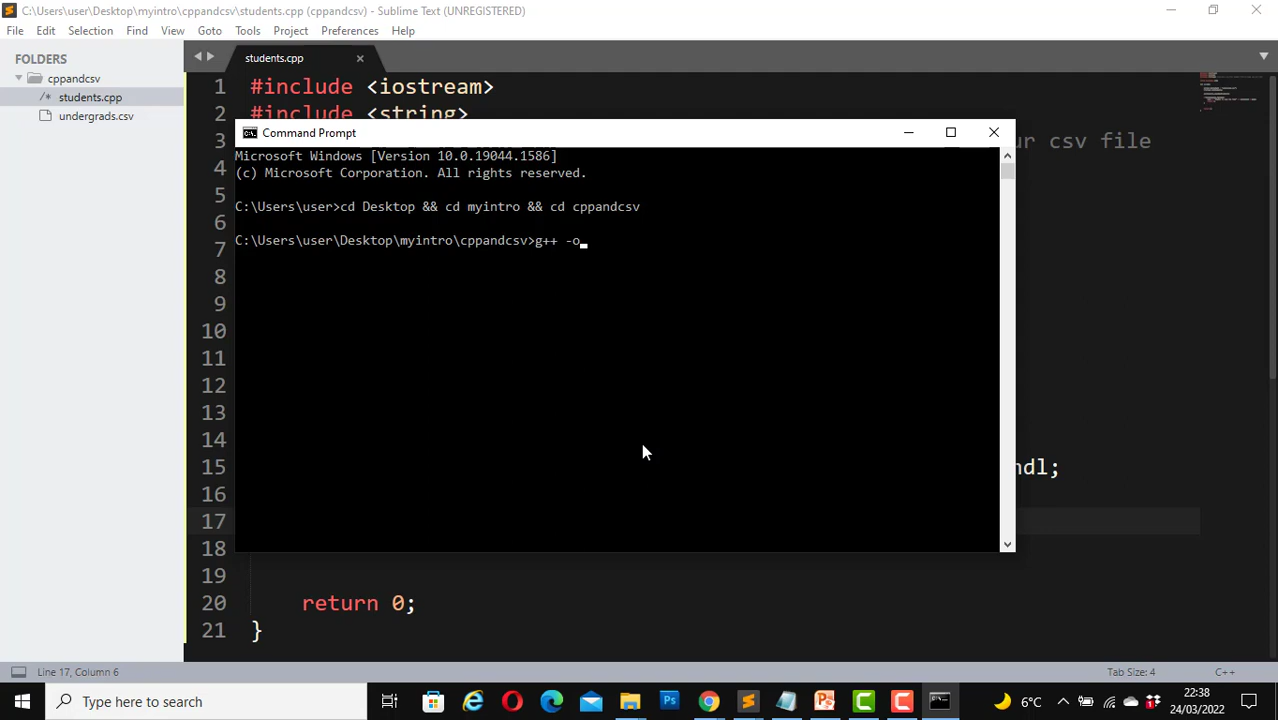 C:\Users\user\Desktop\myintro\cppandcsv\students.cpp (cppandcsv) - Sublime Text (UNREGISTERED)
File Edit Selection Find View Goto Tools Project Preferences Help
FOLDERS
cppandcsv
/* students.cpp
undergrads.csv
students.cpp
1 #include <iostream>
2 #include <string>
3 ur csv file
4
5
6
7
8
9
10
11
12
13
14
15 ndl;
16
17
18
19
20 return 0;
21 }
Command Prompt
Microsoft Windows [Version 10.0.19044.1586]
(c) Microsoft Corporation. All rights reserved.
C:\Users\user>cd Desktop && cd myintro && cd cppandcsv
C:\Users\user\Desktop\myintro\cppandcsv>g++ -o
Line 17, Column 6
Tab Size: 4
C++
Type here to search
6°C
22:38
24/03/2022